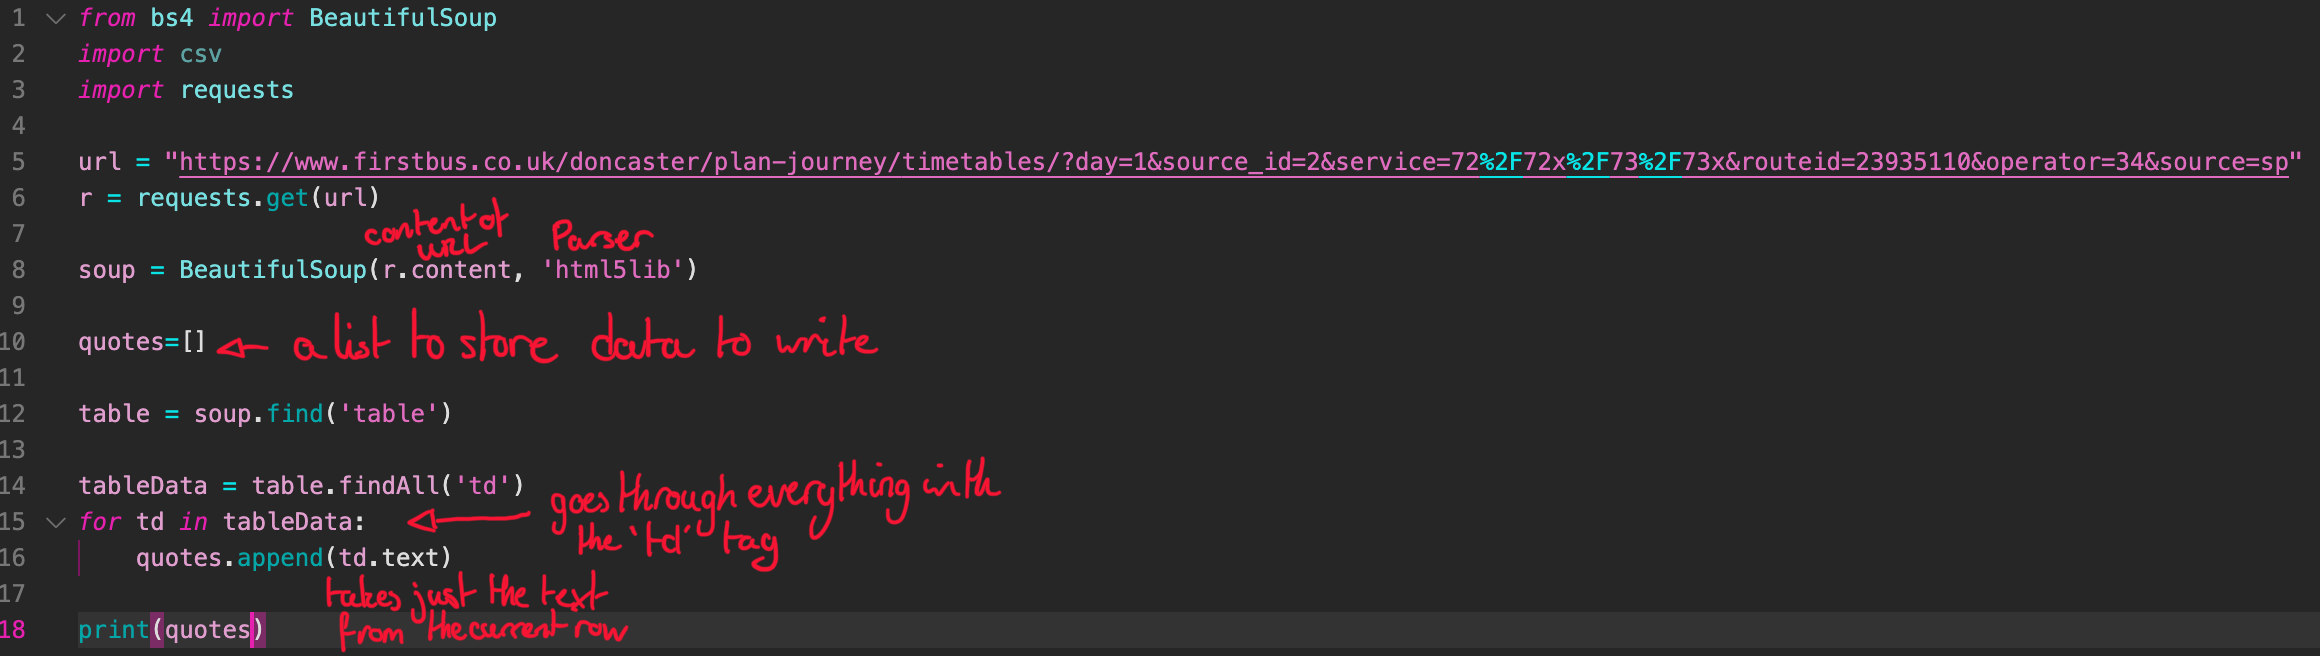 1 from bs4 import BeautifulSoup
2 import csv
3 import requests
4
5 url = "https://www.firstbus.co.uk/doncaster/plan-journey/timetables/?day=1&source_id=2&service=72%2F72x%2F73%2F73x&routeid=23935110&operator=34&source=sp"
6 r = requests.get(url)
content of
7 URL Parser
8 soup = BeautifulSoup(r.content, 'html5lib')
9
10 quotes=[] a list to store data to write
11
12 table = soup.find('table')
13
14 tableData = table.findAll('td')
goes through everything in th
15 for td in tableData:
the 'td' tag
16     quotes.append(td.text)
17 takes just the text
18 print(quotes) from the current row